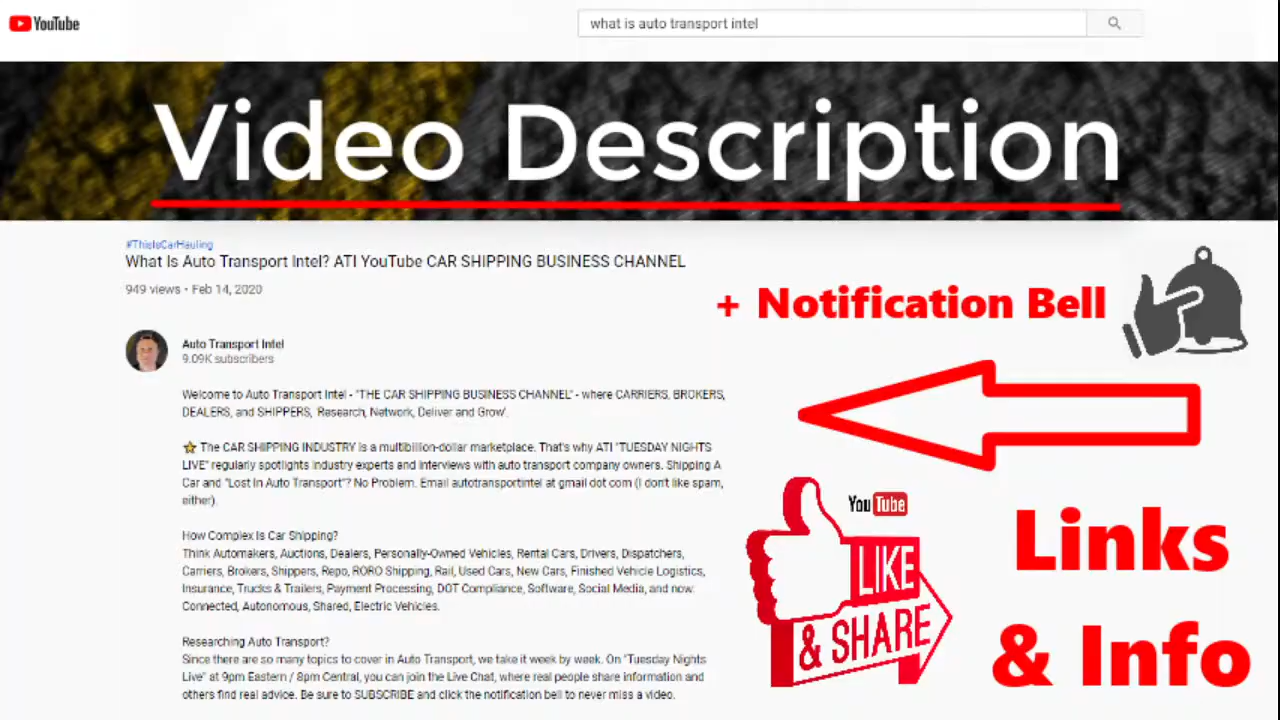 YouTube
what is auto transport intel
Video Description
#ThisIsCarHauling
What Is Auto Transport Intel? ATI YouTube CAR SHIPPING BUSINESS CHANNEL
949 views • Feb 14, 2020
+ Notification Bell
Auto Transport Intel
9.09K subscribers
Welcome to Auto Transport Intel - "THE CAR SHIPPING BUSINESS CHANNEL" - where CARRIERS, BROKERS,
DEALERS, and SHIPPERS, Research, Network, Deliver and Grow'.
⭐ The CAR SHIPPING INDUSTRY is a multibillion-dollar marketplace. That's why ATI "TUESDAY NIGHTS
LIVE" regularly spotlights industry experts and interviews with auto transport company owners. Shipping A
Car and "Lost In Auto Transport"? No Problem. Email autotransportintel at gmail dot com (I don't like spam,
either).
How Complex Is Car Shipping?
Think Automakers, Auctions, Dealers, Personally-Owned Vehicles, Rental Cars, Drivers, Dispatchers,
Carriers, Brokers, Shippers, Repo, RORO Shipping, Rail, Used Cars, New Cars, Finished Vehicle Logistics,
Insurance, Trucks & Trailers, Payment Processing, DOT Compliance, Software, Social Media, and now:
Connected, Autonomous, Shared, Electric Vehicles.
Researching Auto Transport?
Since there are so many topics to cover in Auto Transport, we take it week by week. On "Tuesday Nights
Live" at 9pm Eastern / 8pm Central, you can join the Live Chat, where real people share information and
others find real advice. Be sure to SUBSCRIBE and click the notification bell to never miss a video.
YouTube
LIKE
& SHARE
Links
& Info